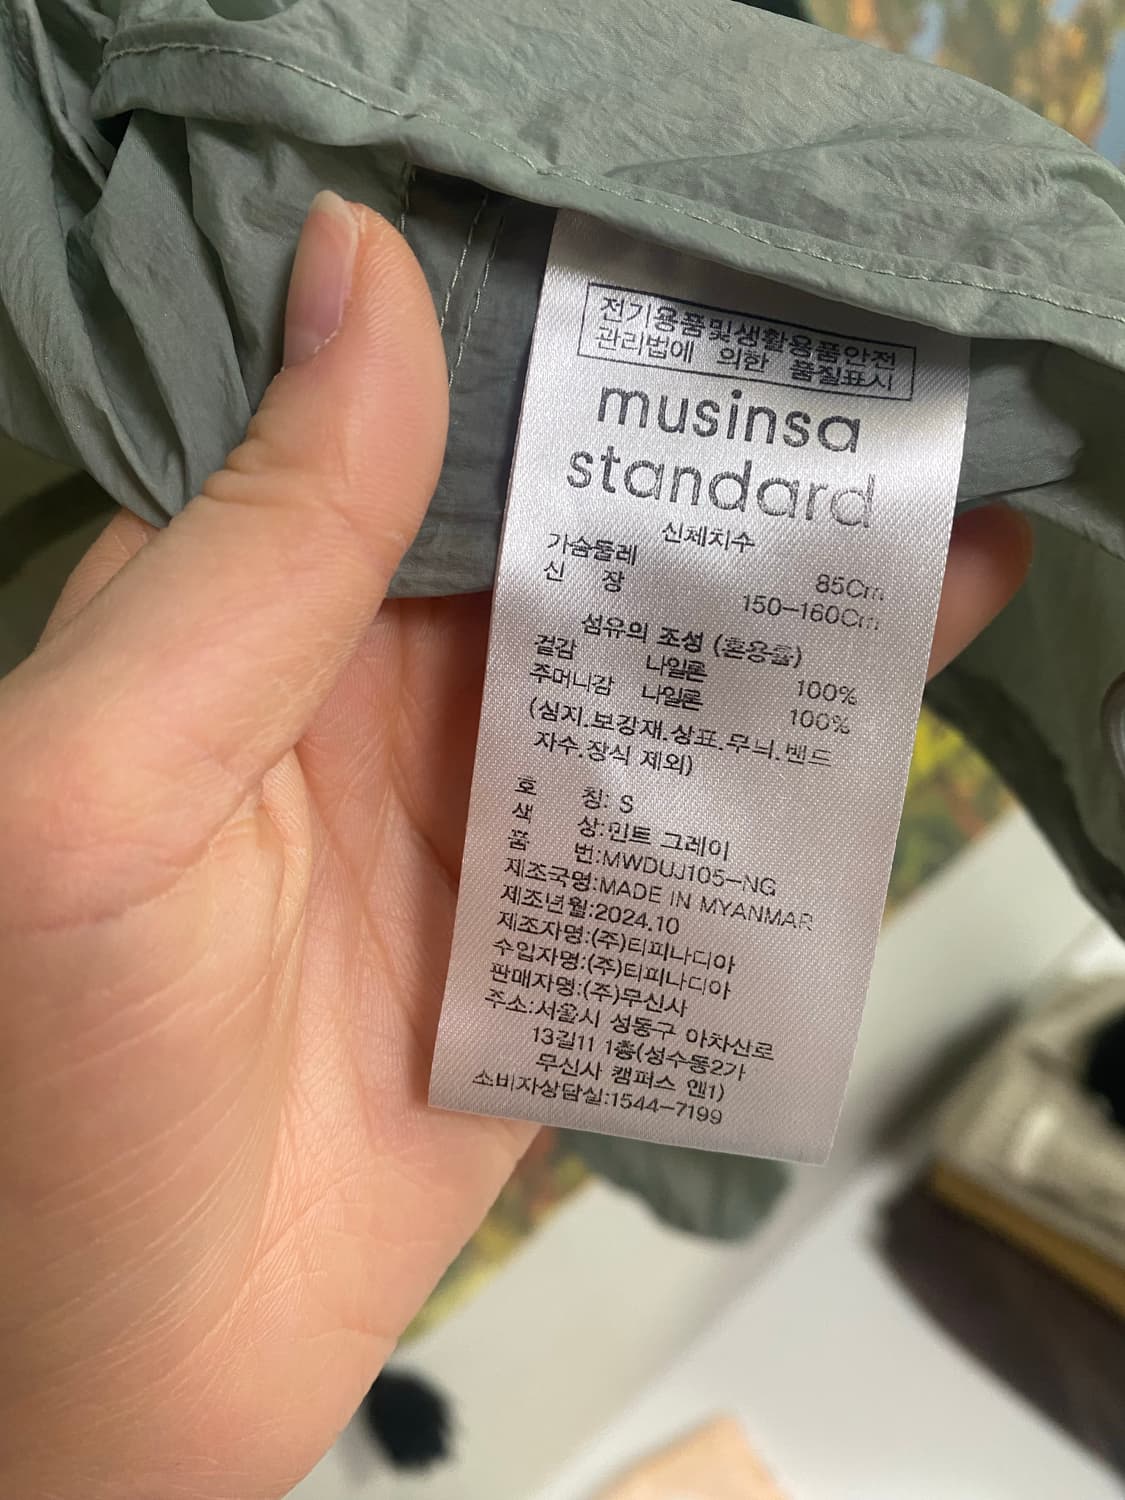 전기용품및생활용품안전
관리법에 의한 품질표시
musinsa
standard
신체치수
가슴둘레 85Cm
신 장 150-160Cm
섬유의 조성 (혼용률)
겉감 나일론 100%
주머니감 나일론 100%
(심지.보강재.상표.무늬.밴드
자수.장식 제외)
호 칭: S
색 상:민트 그레이
품 번:MWDUJ105-NG
제조국명:MADE IN MYANMAR
제조년월:2024.10
제조자명:(주)티피나디아
수입자명:(주)티피나디아
판매자명:(주)무신사
주소:서울시 성동구 아차산로
13길11 1층(성수동2가
무신사 캠퍼스 엔1)
소비자상담실:1544-7199